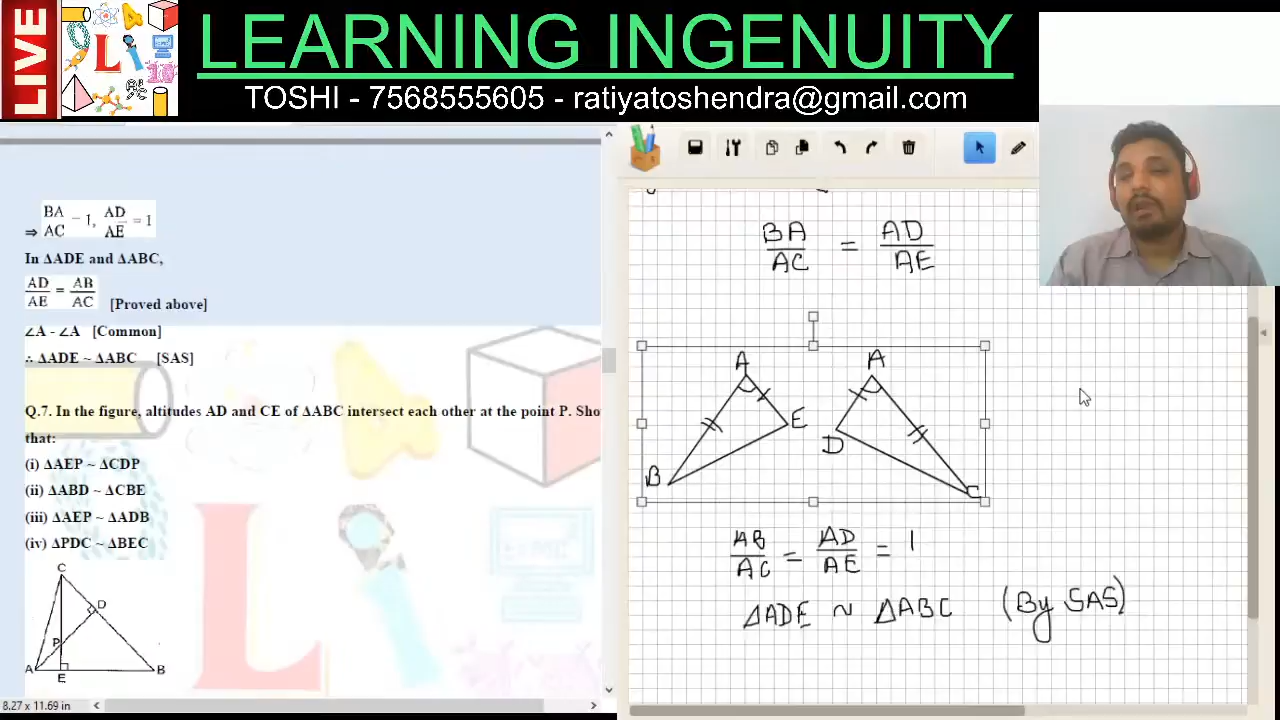 LIVE
LEARNING INGENUITY
TOSHI - 7568555605 - ratiyatoshendra@gmail.com
⇒ BA/AC = 1, AD/AE = 1
In ΔADE and ΔABC,
AD/AE = AB/AC [Proved above]
∠A - ∠A [Common]
∴ ΔADE ~ ΔABC [SAS]
Q.7. In the figure, altitudes AD and CE of ΔABC intersect each other at the point P. Sho
that:
(i) ΔAEP ~ ΔCDP
(ii) ΔABD ~ ΔCBE
(iii) ΔAEP ~ ΔADB
(iv) ΔPDC ~ ΔBEC
C
D
P
A
E
B
8.27 x 11.69 in
BA/AC = AD/AE
A
E
B
A
D
C
AB/AC = AD/AE = 1
ΔADE ~ ΔABC (By SAS)